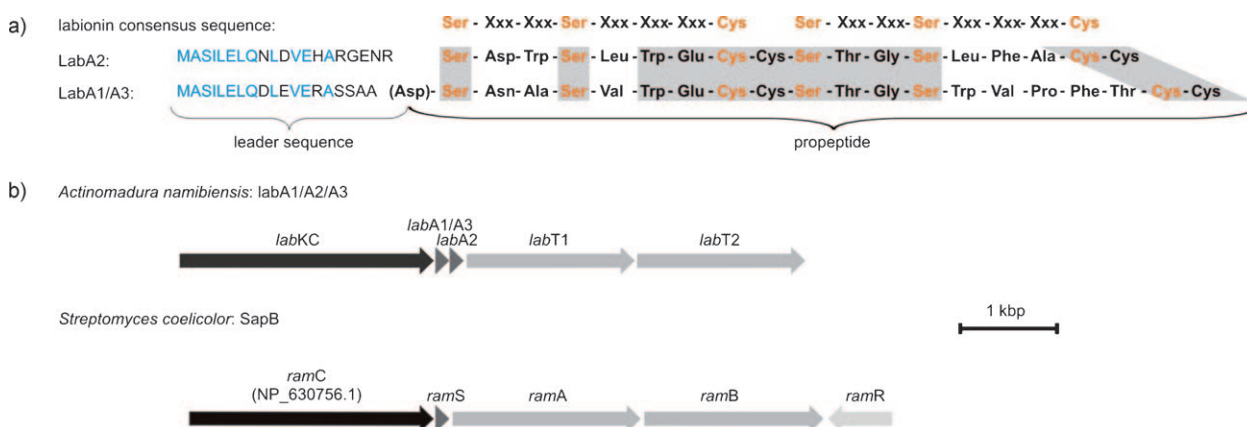 a) labionin consensus sequence: Ser - Xxx - Xxx - Ser - Xxx - Xxx - Xxx - Cys Ser - Xxx - Xxx - Ser - Xxx - Xxx - Xxx - Cys
LabA2: MASILELQNLDVEHARGENR Ser - Asp - Trp - Ser - Leu - Trp - Glu - Cys - Cys - Ser - Thr - Gly - Ser - Leu - Phe - Ala - Cys - Cys
LabA1/A3: MASILELQDLEVERASSAA (Asp)- Ser - Asn - Ala - Ser - Val - Trp - Glu - Cys - Cys - Ser - Thr - Gly - Ser - Trp - Val - Pro - Phe - Thr - Cys - Cys
leader sequence propeptide
b) Actinomadura namibiensis: labA1/A2/A3
labA1/A3
labKC labA2 labT1 labT2
Streptomyces coelicolor: SapB
1 kbp
ramC
(NP_630756.1) ramS ramA ramB ramR